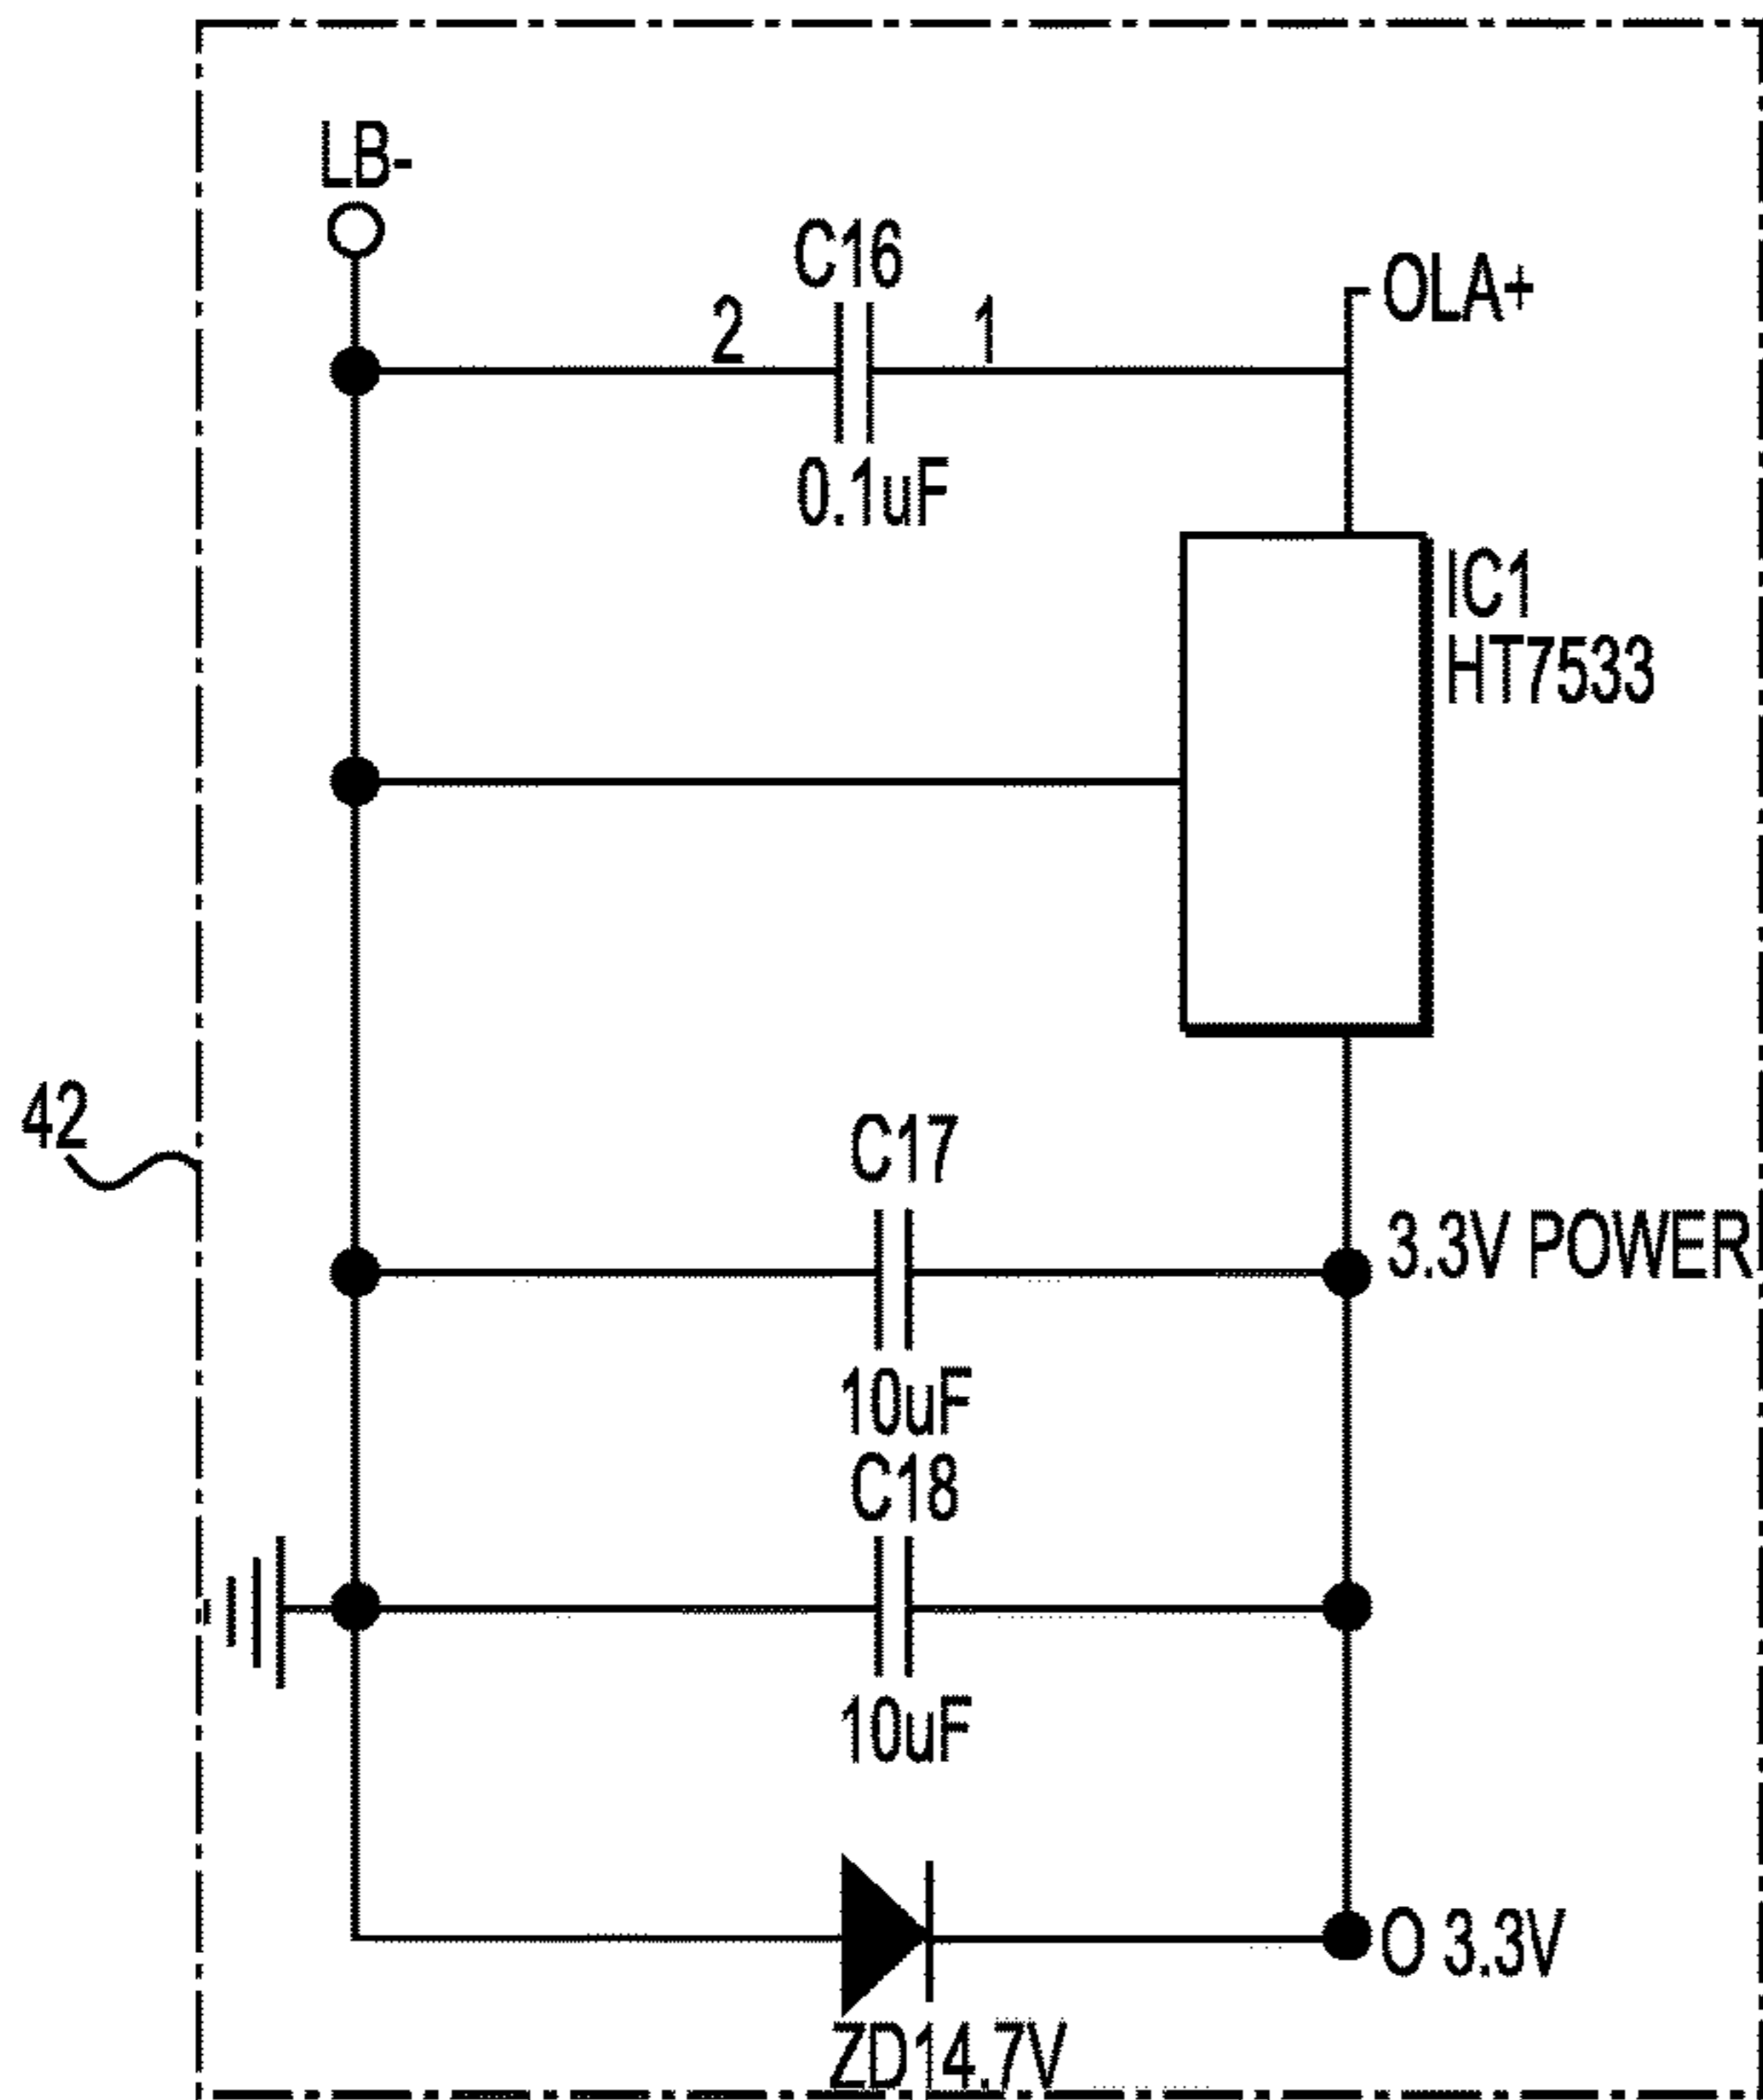 LB-
C16
OLA+
2
1
0.1uF
IC1
HT7533
42
C17
3.3V POWER
10uF
C18
10uF
O 3.3V
ZD14.7V